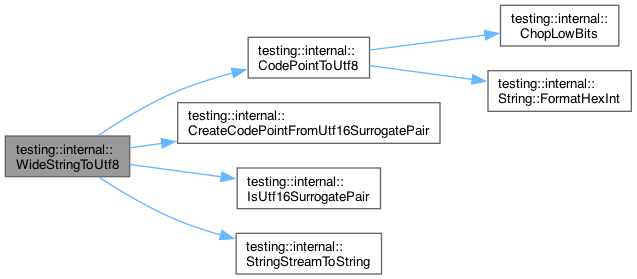 testing::internal::
WideStringToUtf8
testing::internal::
CodePointToUtf8
testing::internal::
ChopLowBits
testing::internal::
String::FormatHexInt
testing::internal::
CreateCodePointFromUtf16SurrogatePair
testing::internal::
IsUtf16SurrogatePair
testing::internal::
StringStreamToString